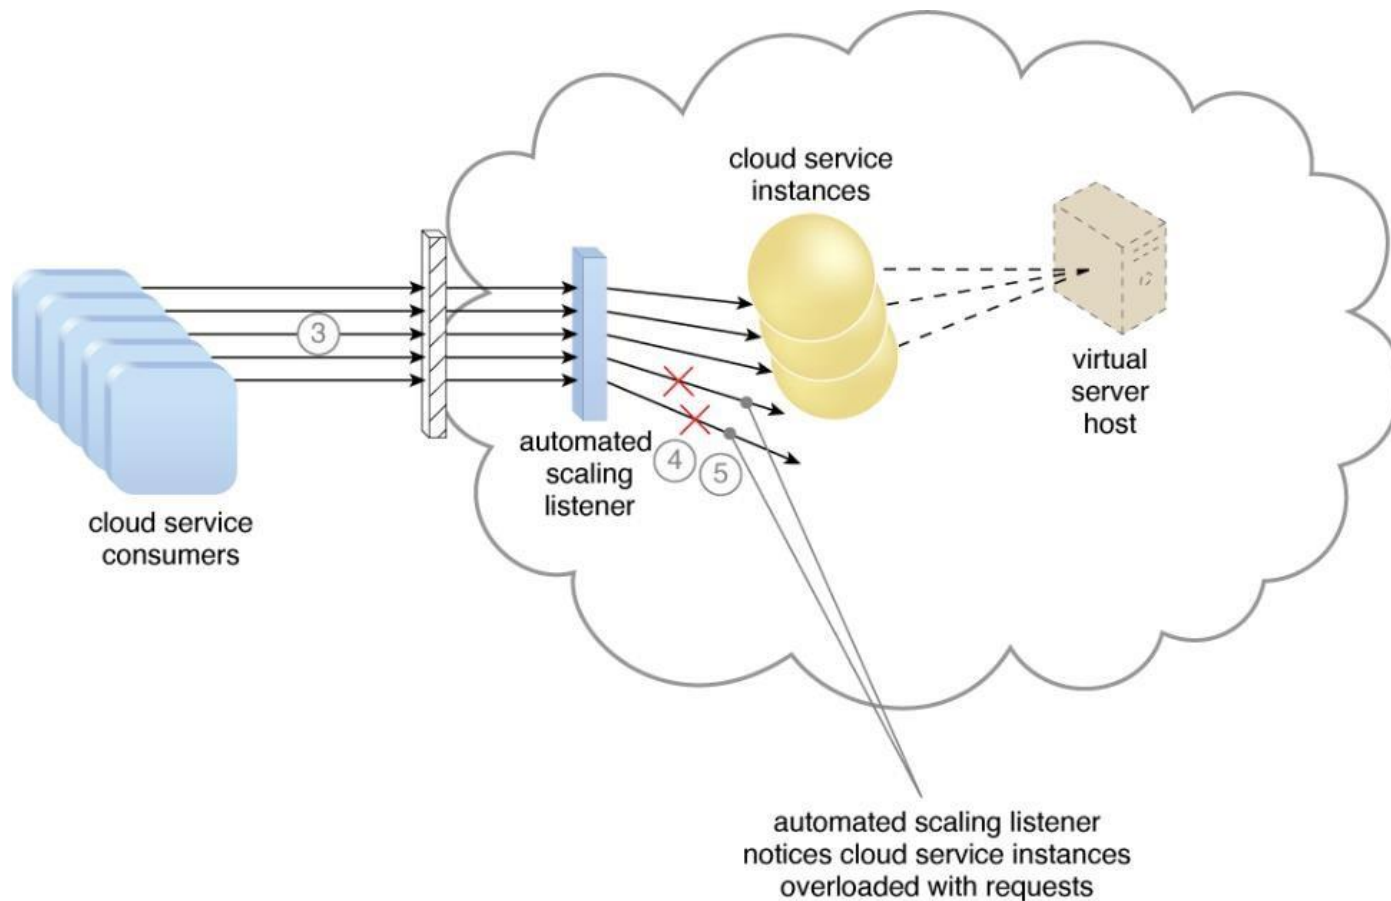 cloud service
instances
3
virtual
server
host
automated
scaling
listener
4
5
cloud service
consumers
automated scaling listener
notices cloud service instances
overloaded with requests